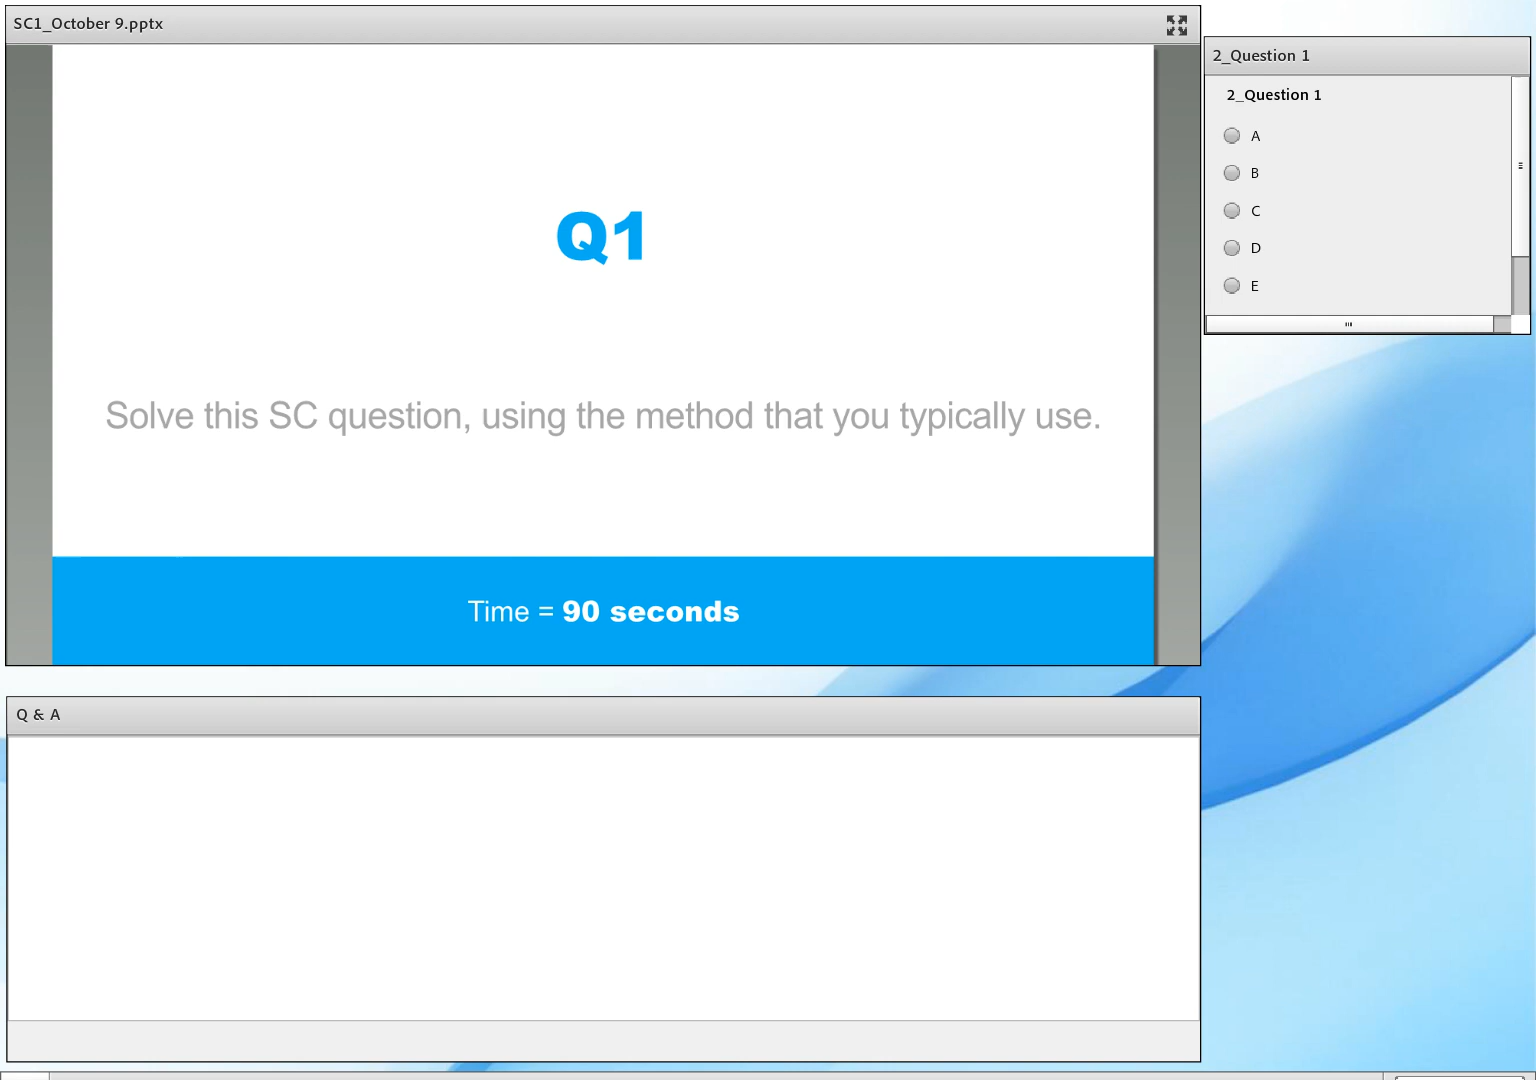 SC1_October 9.pptx
Q1
Solve this SC question, using the method that you typically use.
Time = 90 seconds
2_Question 1
2_Question 1
A
B
C
D
E
Q & A